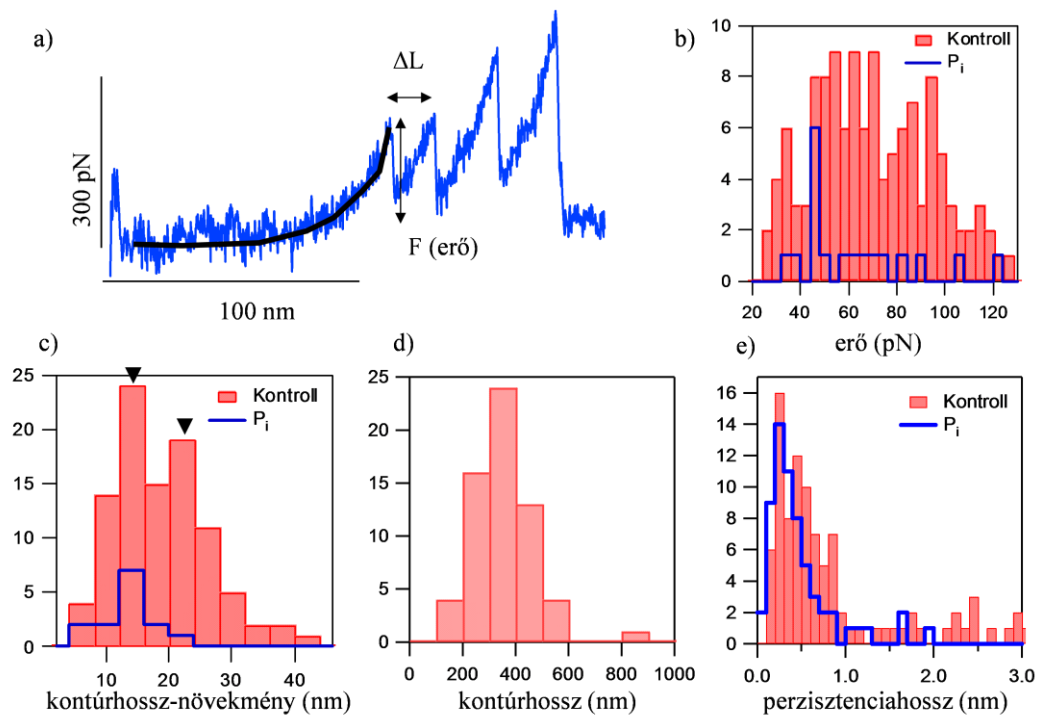 a)
ΔL
300 pN
F (erő)
100 nm
b)
10
8
6
4
2
0
Kontroll
Pi
20 40 60 80 100 120
erő (pN)
c)
25
20
15
10
5
0
Kontroll
Pi
10 20 30 40
kontúrhossz-növekmény (nm)
d)
25
20
15
10
5
0
0 200 400 600 800 1000
kontúrhossz (nm)
e)
16
14
12
10
8
6
4
2
0
Kontroll
Pi
0.0 1.0 2.0 3.0
perzisztenciahossz (nm)